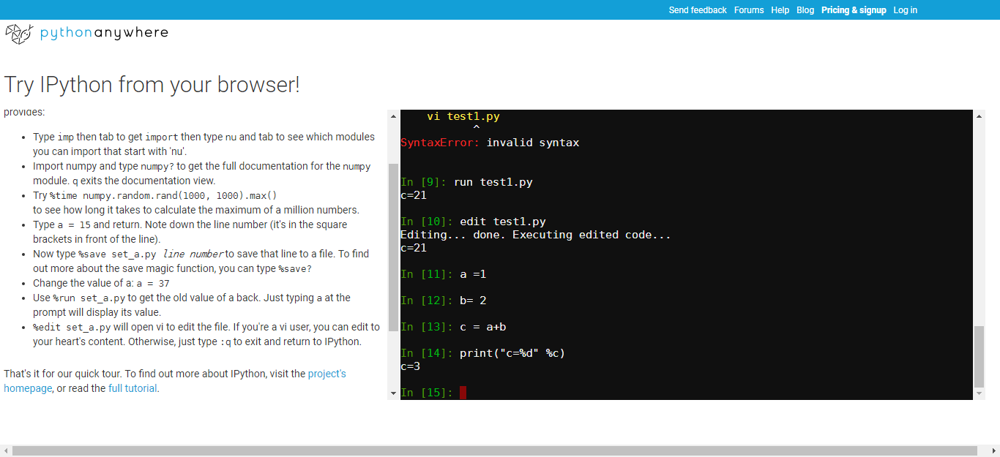 Send feedback Forums Help Blog Pricing & signup Log in
pythonanywhere
Try IPython from your browser!
provides:
Type imp then tab to get import then type nu and tab to see which modules
you can import that start with 'nu'.
Import numpy and type numpy? to get the full documentation for the numpy
module. q exits the documentation view.
Try %time numpy.random.rand(1000, 1000).max()
to see how long it takes to calculate the maximum of a million numbers.
Type a = 15 and return. Note down the line number (it's in the square
brackets in front of the line).
Now type %save set_a.py line number to save that line to a file. To find
out more about the save magic function, you can type %save?
Change the value of a: a = 37
Use %run set_a.py to get the old value of a back. Just typing a at the
prompt will display its value.
%edit set_a.py will open vi to edit the file. If you're a vi user, you can edit to
your heart's content. Otherwise, just type :q to exit and return to IPython.
That's it for our quick tour. To find out more about IPython, visit the project's
homepage, or read the full tutorial.
vi test1.py
^
SyntaxError: invalid syntax
In [9]: run test1.py
c=21
In [10]: edit test1.py
Editing... done. Executing edited code...
c=21
In [11]: a =1
In [12]: b= 2
In [13]: c = a+b
In [14]: print("c=%d" %c)
c=3
In [15]: